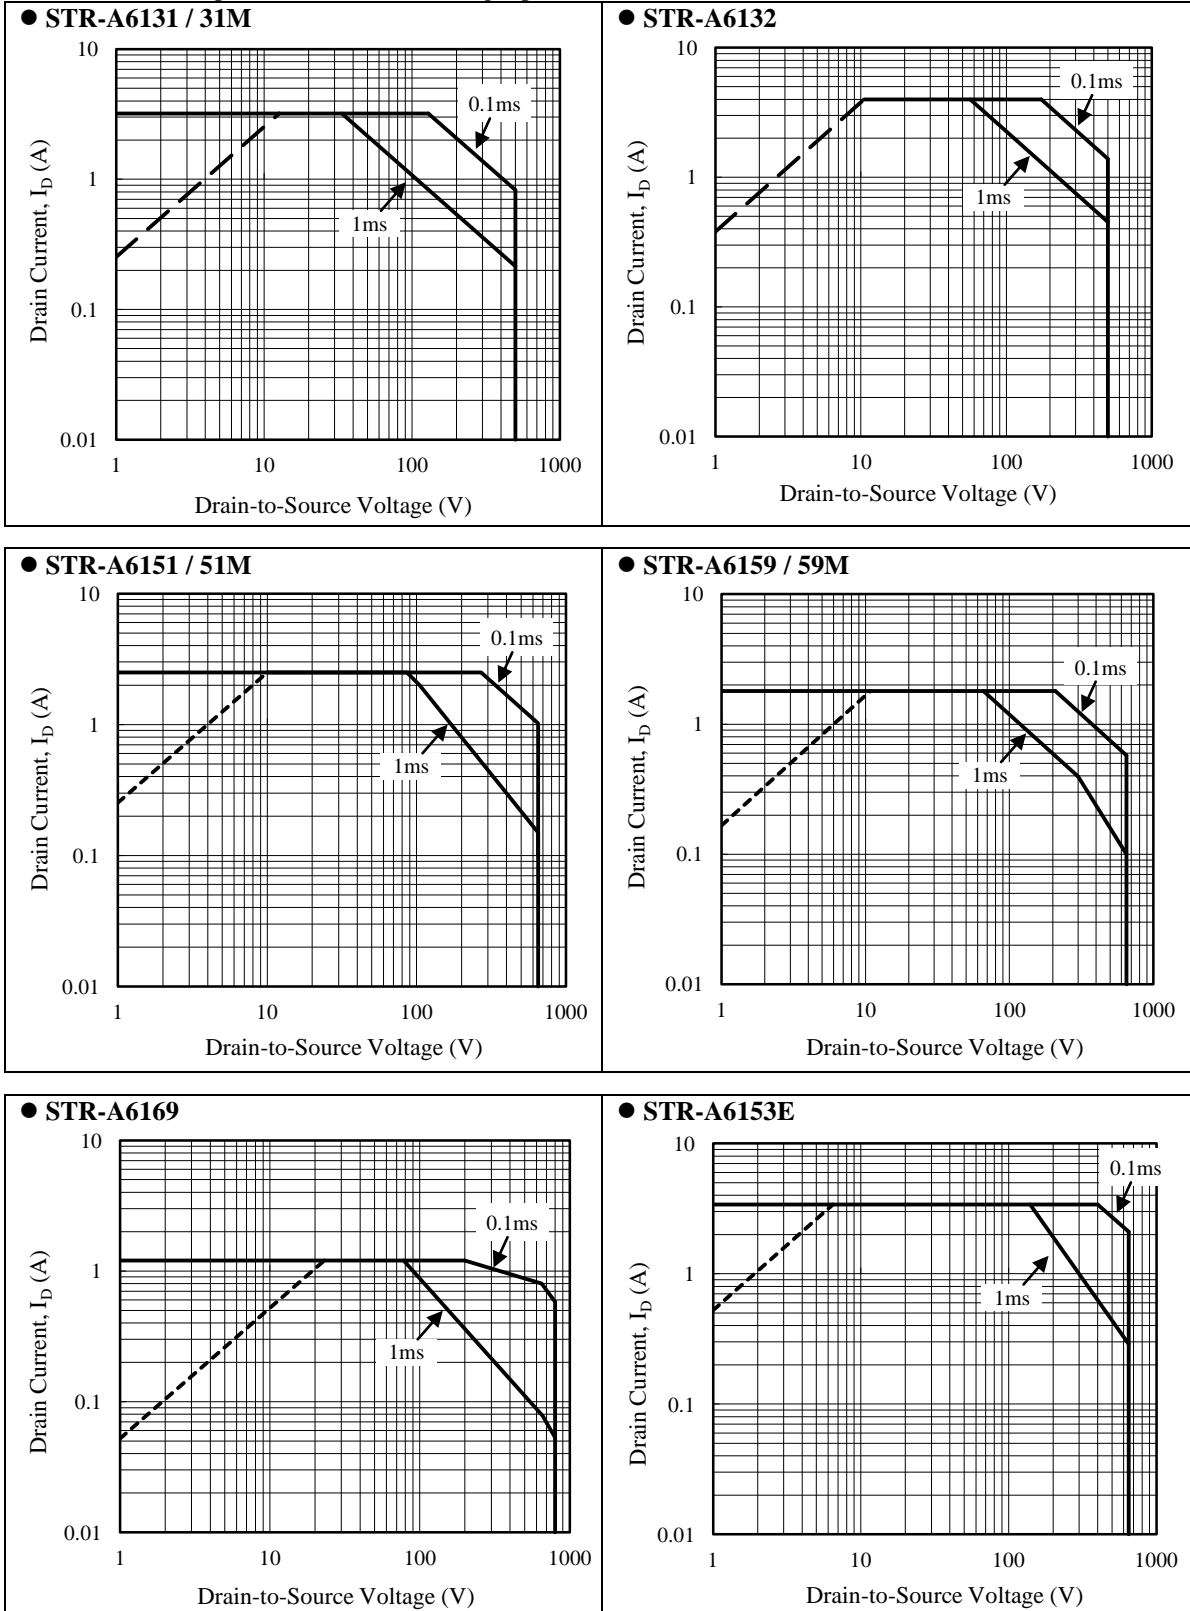 ● STR-A6131 / 31M
10
1
0.1
0.01
Drain Current, I_D (A)
0.1ms
1ms
1 10 100 1000
Drain-to-Source Voltage (V)
● STR-A6132
10
1
0.1
0.01
Drain Current, I_D (A)
0.1ms
1ms
1 10 100 1000
Drain-to-Source Voltage (V)
● STR-A6151 / 51M
10
1
0.1
0.01
Drain Current, I_D (A)
0.1ms
1ms
1 10 100 1000
Drain-to-Source Voltage (V)
● STR-A6159 / 59M
10
1
0.1
0.01
Drain Current, I_D (A)
0.1ms
1ms
1 10 100 1000
Drain-to-Source Voltage (V)
● STR-A6169
10
1
0.1
0.01
Drain Current, I_D (A)
0.1ms
1ms
1 10 100 1000
Drain-to-Source Voltage (V)
● STR-A6153E
10
1
0.1
0.01
Drain Current, I_D (A)
0.1ms
1ms
1 10 100 1000
Drain-to-Source Voltage (V)